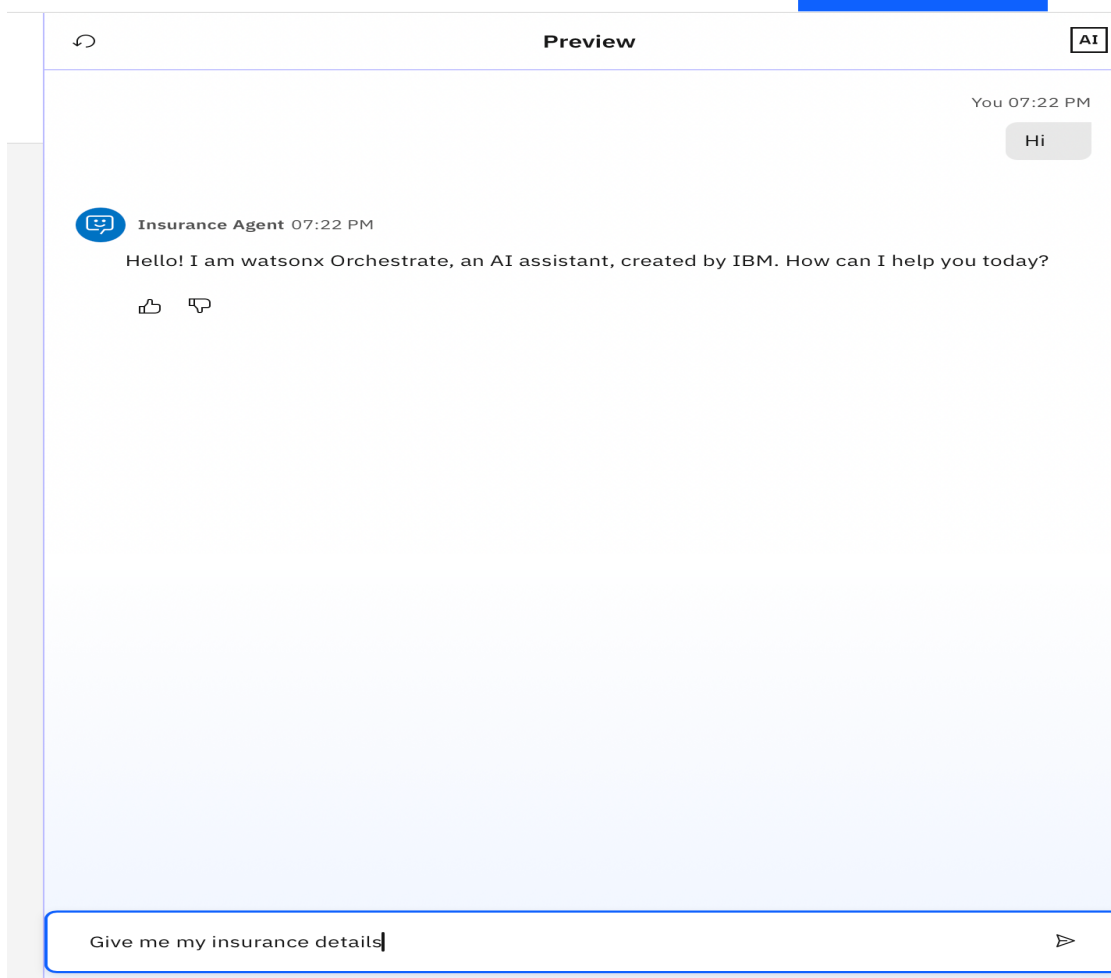 Preview
AI
You 07:22 PM
Hi
Insurance Agent 07:22 PM
Hello! I am watsonx Orchestrate, an AI assistant, created by IBM. How can I help you today?
Give me my insurance details